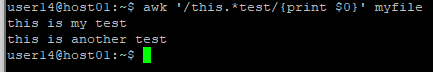 user14@host01:~$ awk '/this.*test/{print $0}' myfile
this is my test
this is another test
user14@host01:~$